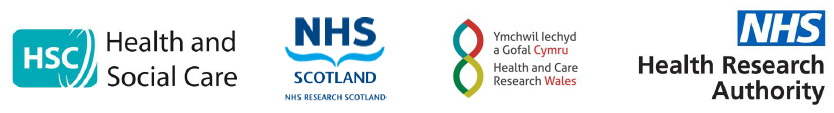 HSC
Health and
Social Care
NHS
SCOTLAND
NHS RESEARCH SCOTLAND
Ymchwil Iechyd
a Gofal Cymru
Health and Care
Research Wales
NHS
Health Research
Authority